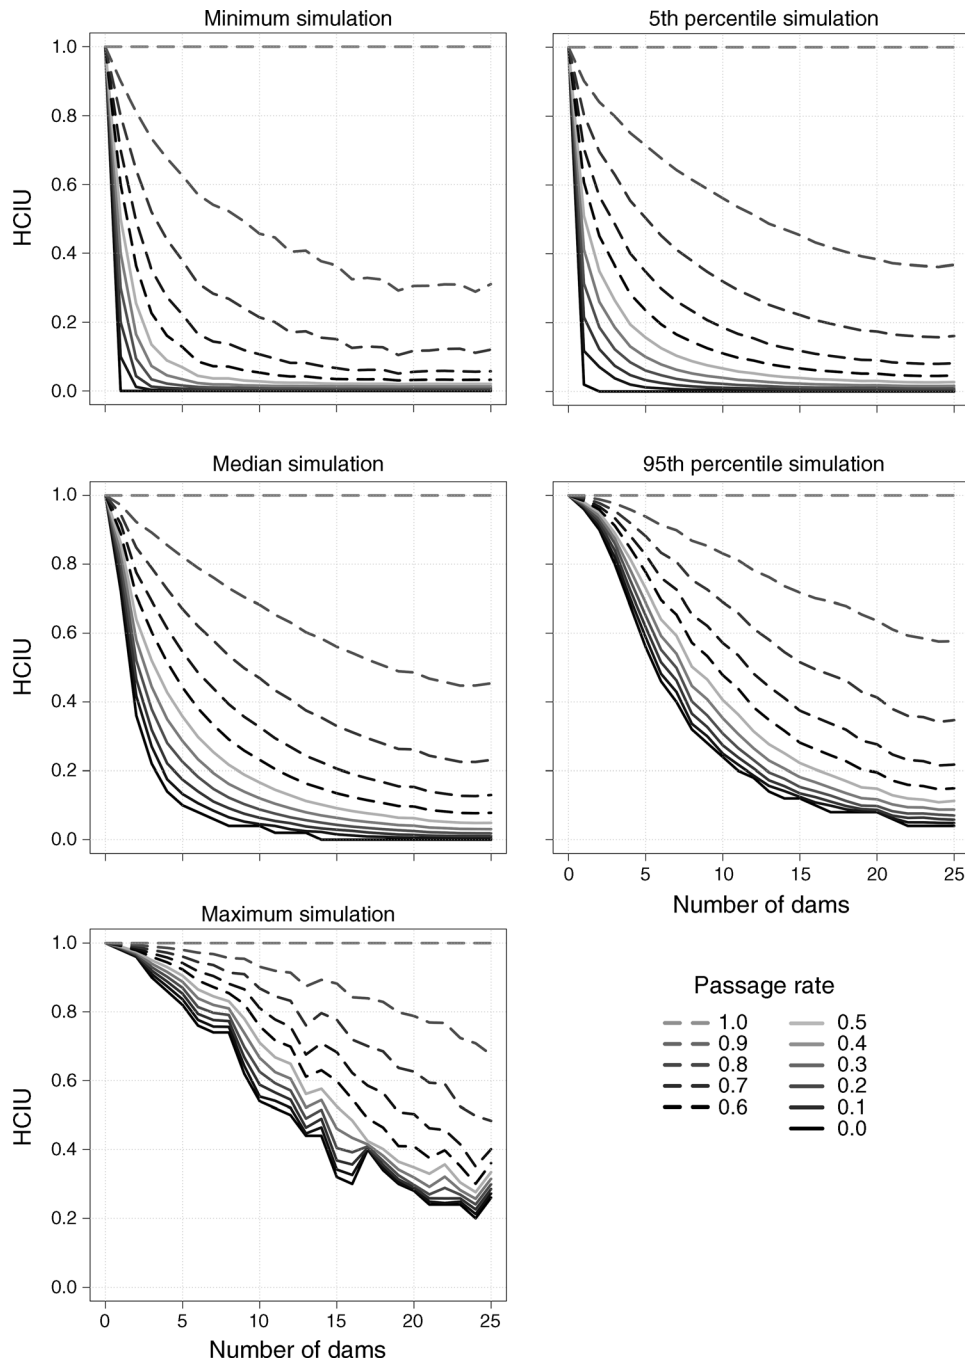 Minimum simulation
5th percentile simulation
HCIU
1.0
0.8
0.6
0.4
0.2
0.0
Median simulation
95th percentile simulation
HCIU
1.0
0.8
0.6
0.4
0.2
0.0
0 5 10 15 20 25
Number of dams
Maximum simulation
HCIU
1.0
0.8
0.6
0.4
0.2
0.0
0 5 10 15 20 25
Number of dams
Passage rate
1.0 0.5
0.9 0.4
0.8 0.3
0.7 0.2
0.6 0.1
0.0